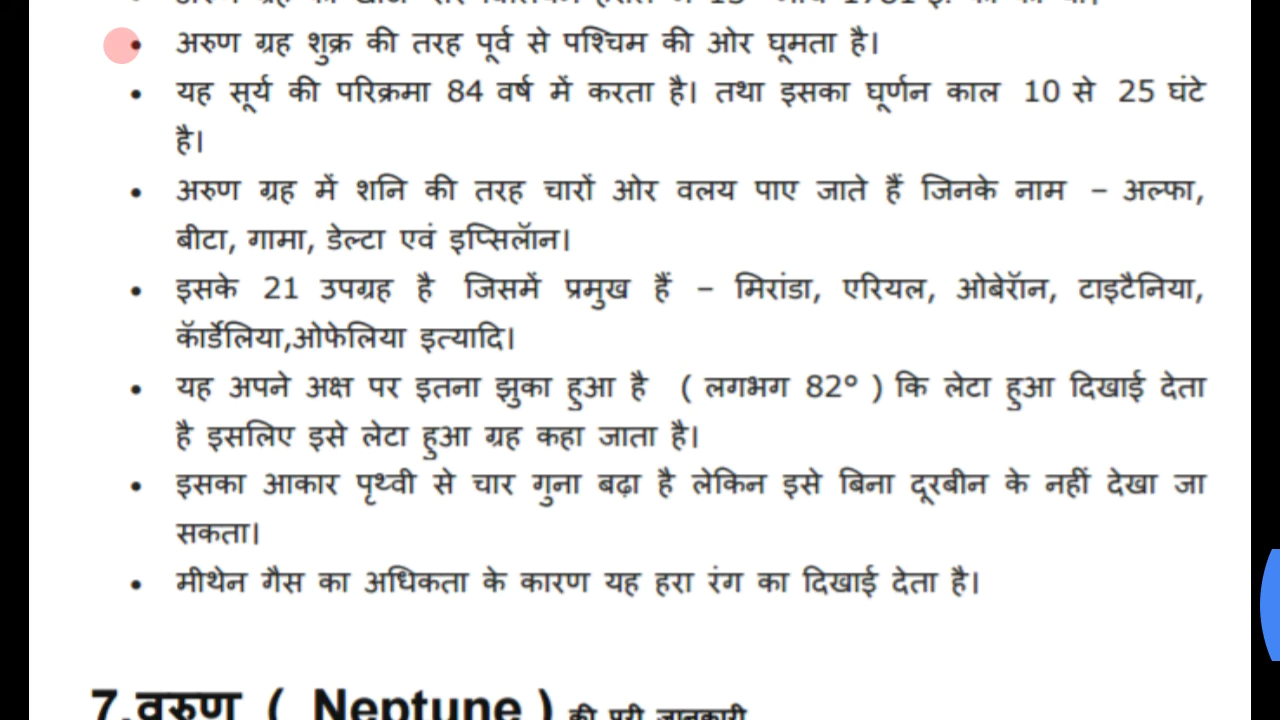 • अरुण ग्रह शुक्र की तरह पूर्व से पश्चिम की ओर घूमता है।
• यह सूर्य की परिक्रमा 84 वर्ष में करता है। तथा इसका घूर्णन काल 10 से 25 घंटे
है।
• अरुण ग्रह में शनि की तरह चारों ओर वलय पाए जाते हैं जिनके नाम – अल्फा,
बीटा, गामा, डेल्टा एवं इप्सिलॅान।
• इसके 21 उपग्रह है जिसमें प्रमुख हैं – मिरांडा, एरियल, ओबेरॅान, टाइटैनिया,
कॅार्डेलिया,ओफेलिया इत्यादि।
• यह अपने अक्ष पर इतना झुका हुआ है ( लगभग 82° ) कि लेटा हुआ दिखाई देता
है इसलिए इसे लेटा हुआ ग्रह कहा जाता है।
• इसका आकार पृथ्वी से चार गुना बढ़ा है लेकिन इसे बिना दूरबीन के नहीं देखा जा
सकता।
• मीथेन गैस का अधिकता के कारण यह हरा रंग का दिखाई देता है।
7.वरुण ( Neptune ) की पूरी जानकारी